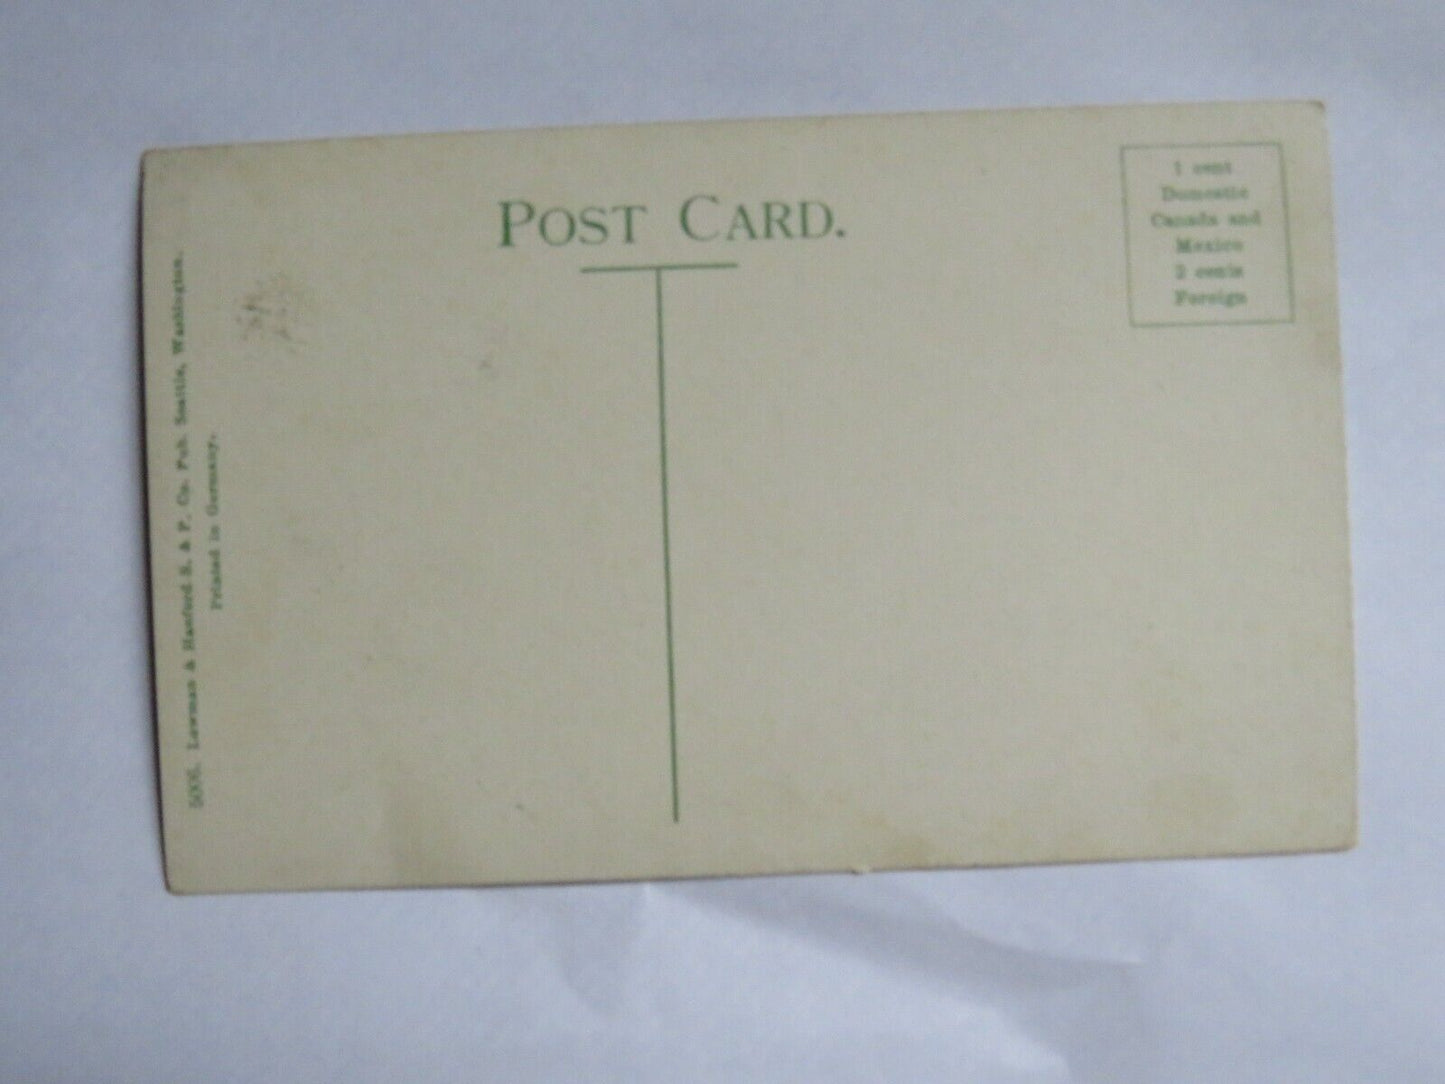 POST CARD.
1 cent
Domestic
Canada and
Mexico
2 cents
Foreign
5006. Lowman & Hanford S. & P. Co. Pub. Seattle, Washington.
Printed in Germany.